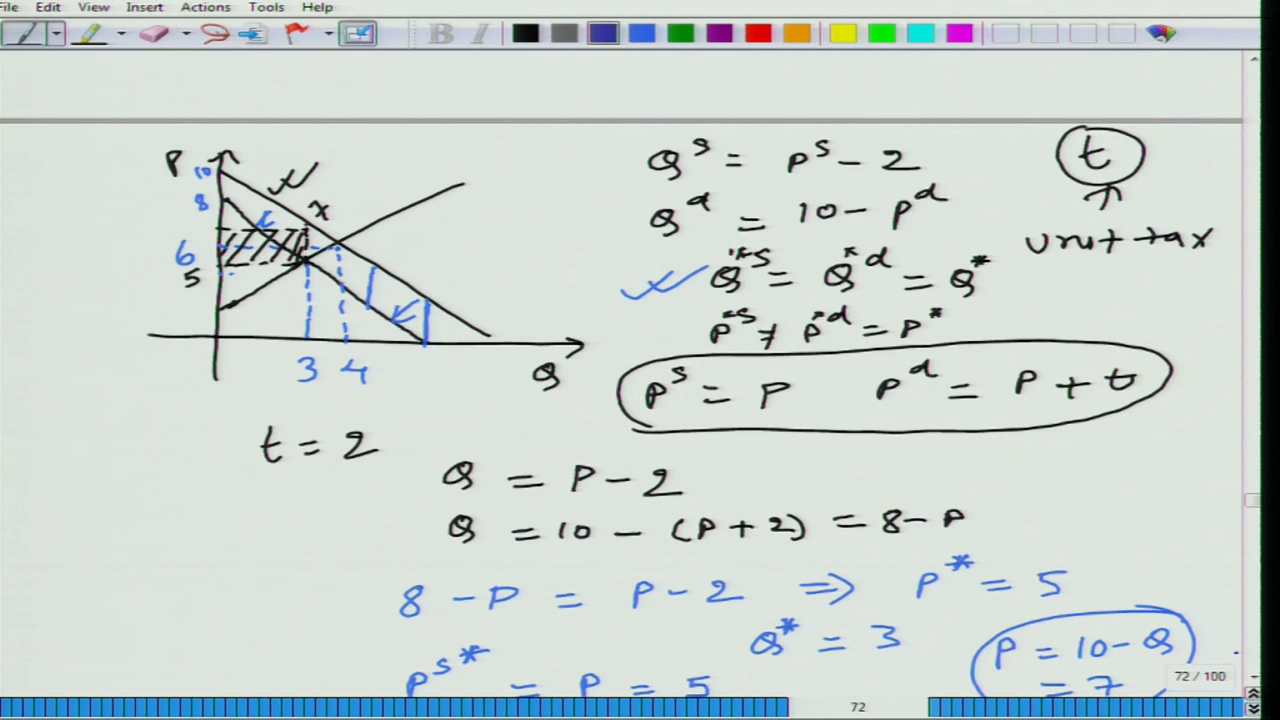 File Edit View Insert Actions Tools Help
B I
P
10
8
6
5
x
3 4
Q
Q^s = P^s - 2
t
Q^d = 10 - P^d
unit tax
Q*^s = Q*^d = Q*
P*^s ≠ P*^d = P*
P^s = P P^d = P + t
t = 2
Q = P - 2
Q = 10 - (P + 2) = 8 - P
8 - P = P - 2 ⇒ P* = 5
Q* = 3
P = 10 - Q
= 7
P^s* = P = 5
72 / 100
72